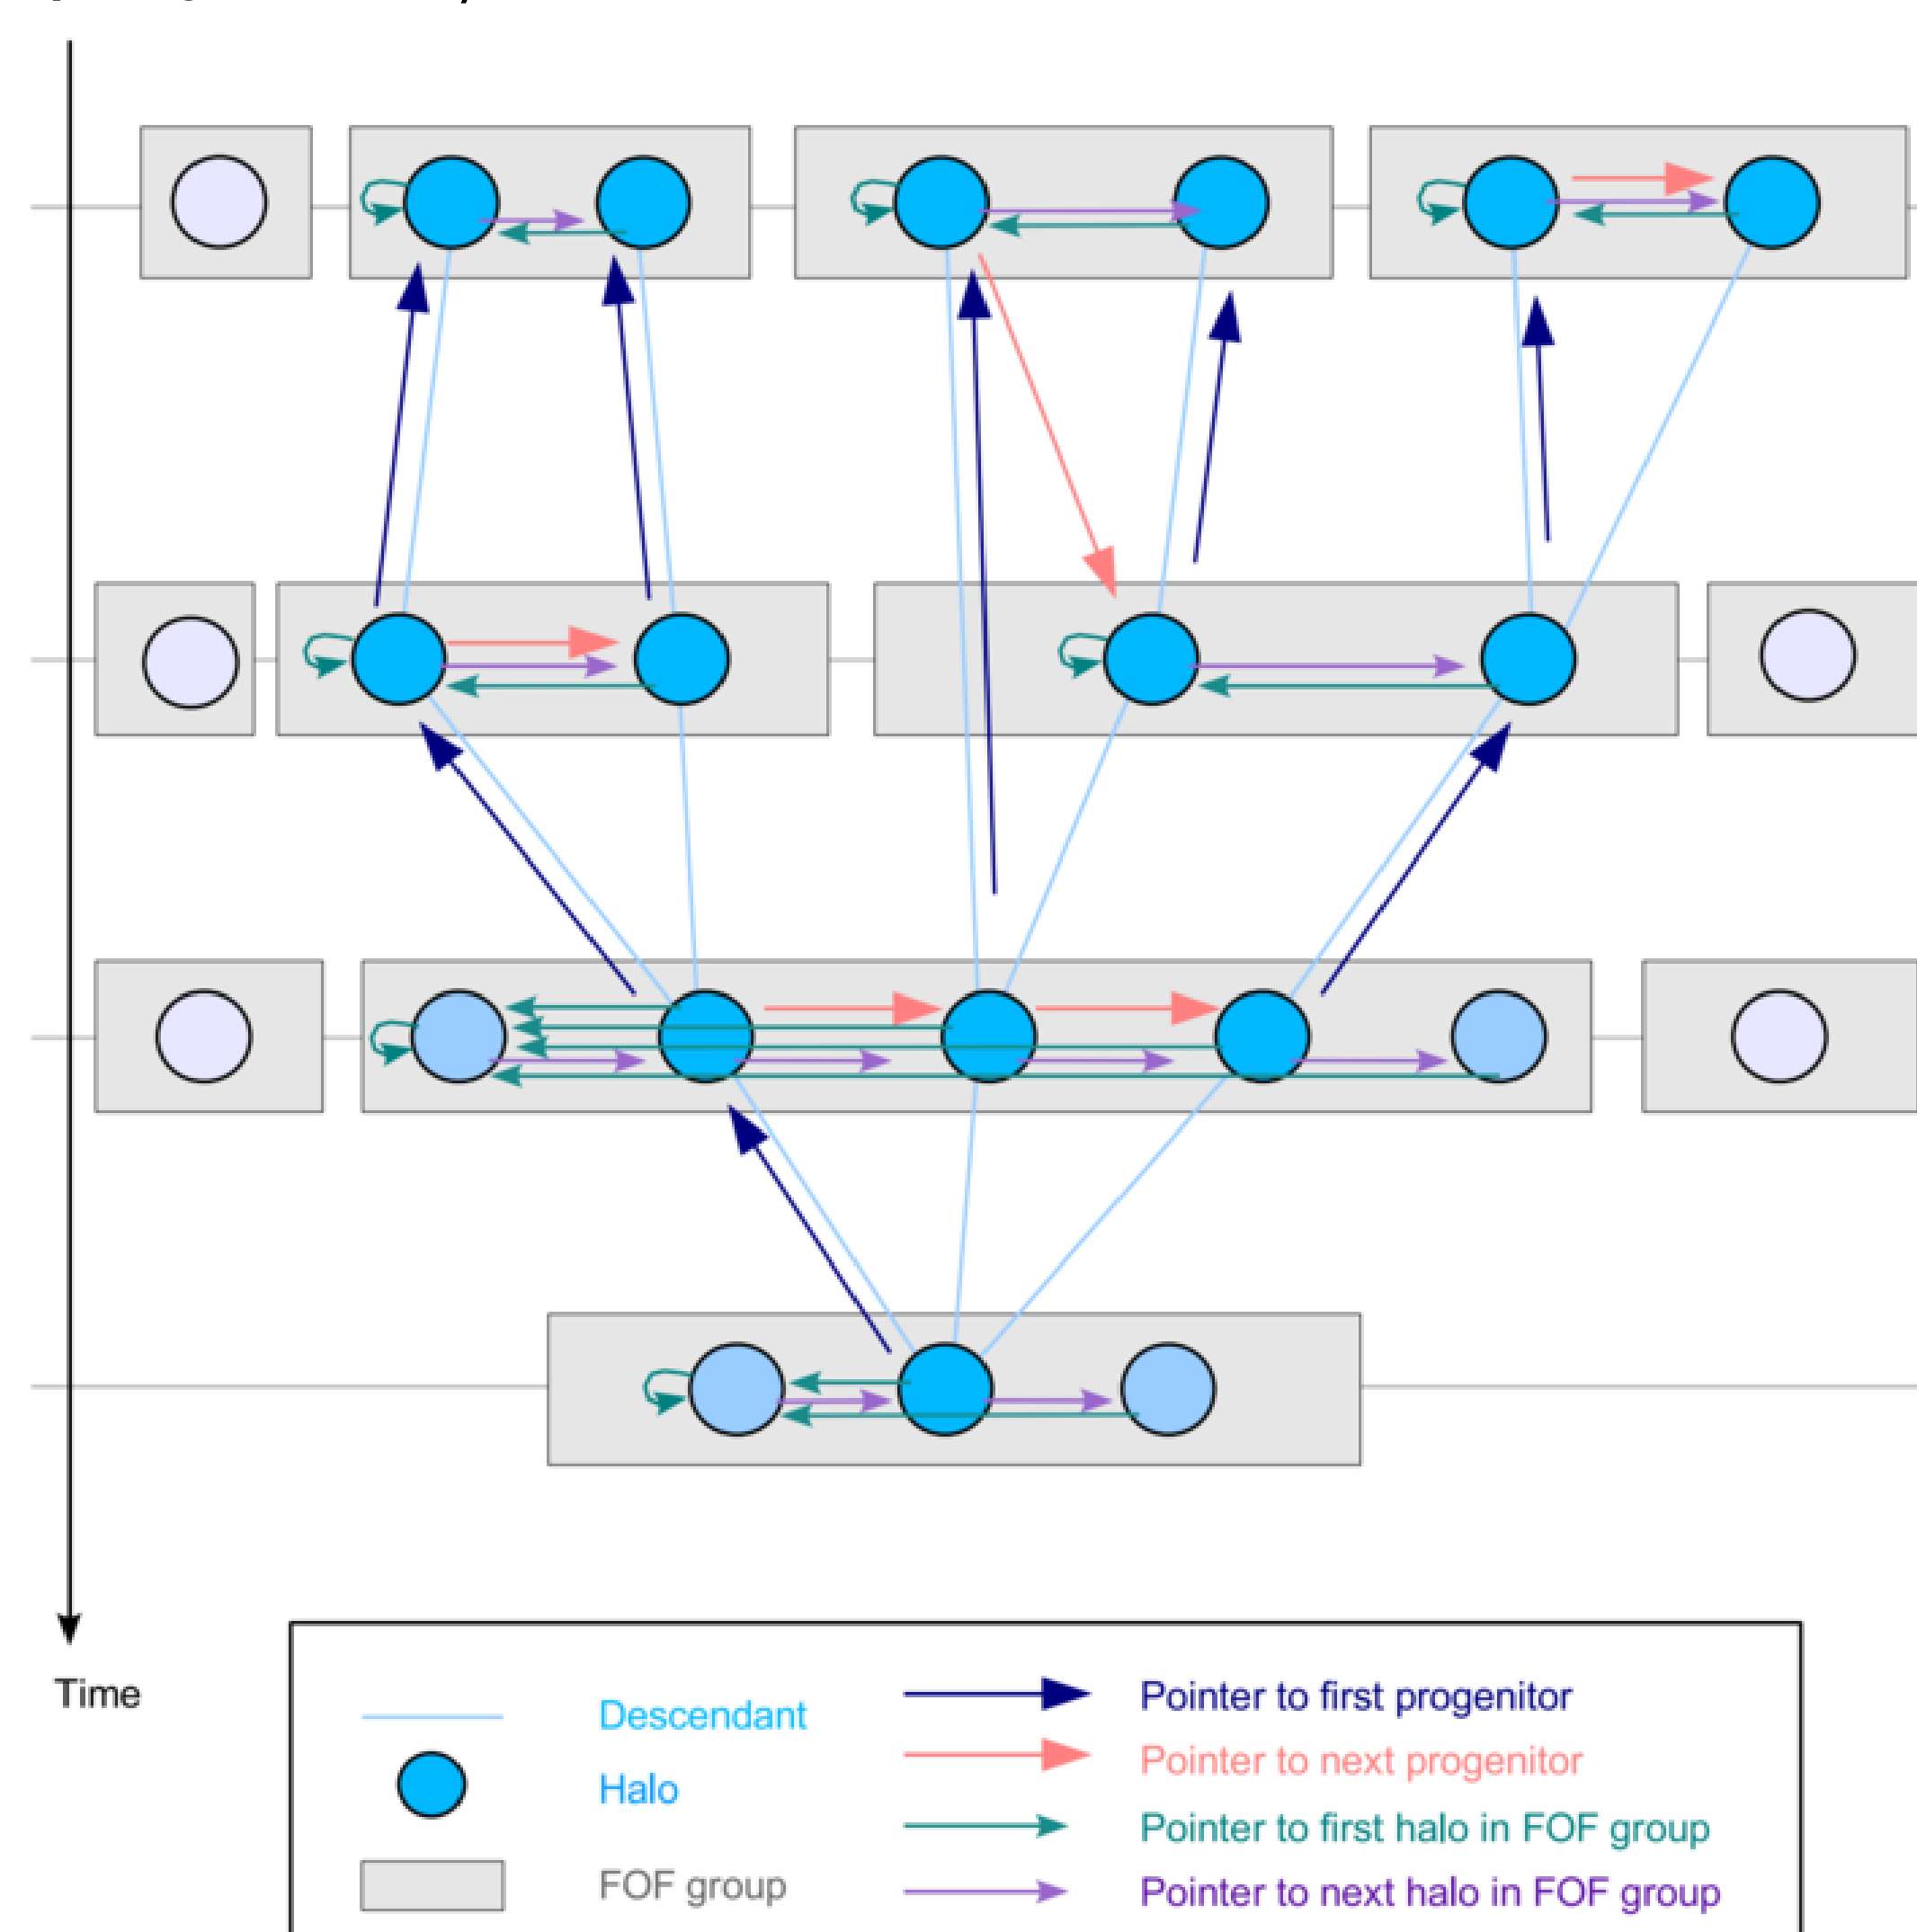 Time
Descendant
Halo
FOF group
Pointer to first progenitor
Pointer to next progenitor
Pointer to first halo in FOF group
Pointer to next halo in FOF group